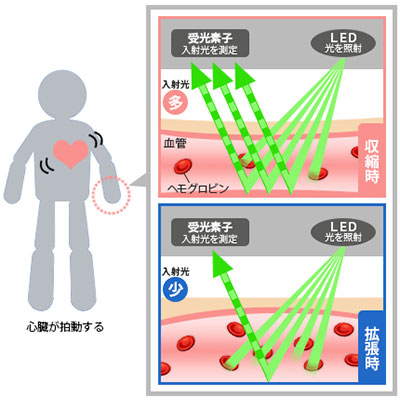 受光素子
入射光を測定
LED
光を照射
入射光
多
血管
ヘモグロビン
収縮時
受光素子
入射光を測定
LED
光を照射
入射光
少
拡張時
心臓が拍動する